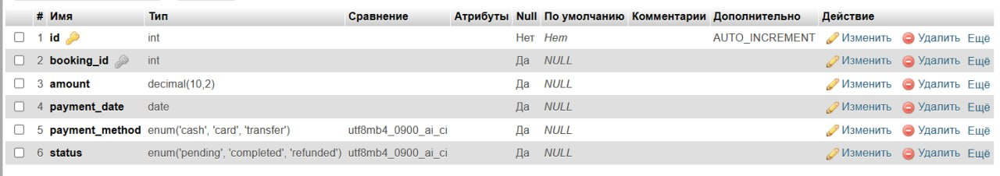 # Имя Тип Сравнение Атрибуты Null По умолчанию Комментарии Дополнительно Действие
1 id int Нет Нет AUTO_INCREMENT Изменить Удалить Ещё
2 booking_id int Да NULL Изменить Удалить Ещё
3 amount decimal(10,2) Да NULL Изменить Удалить Ещё
4 payment_date date Да NULL Изменить Удалить Ещё
5 payment_method enum('cash', 'card', 'transfer') utf8mb4_0900_ai_ci Да NULL Изменить Удалить Ещё
6 status enum('pending', 'completed', 'refunded') utf8mb4_0900_ai_ci Да NULL Изменить Удалить Ещё